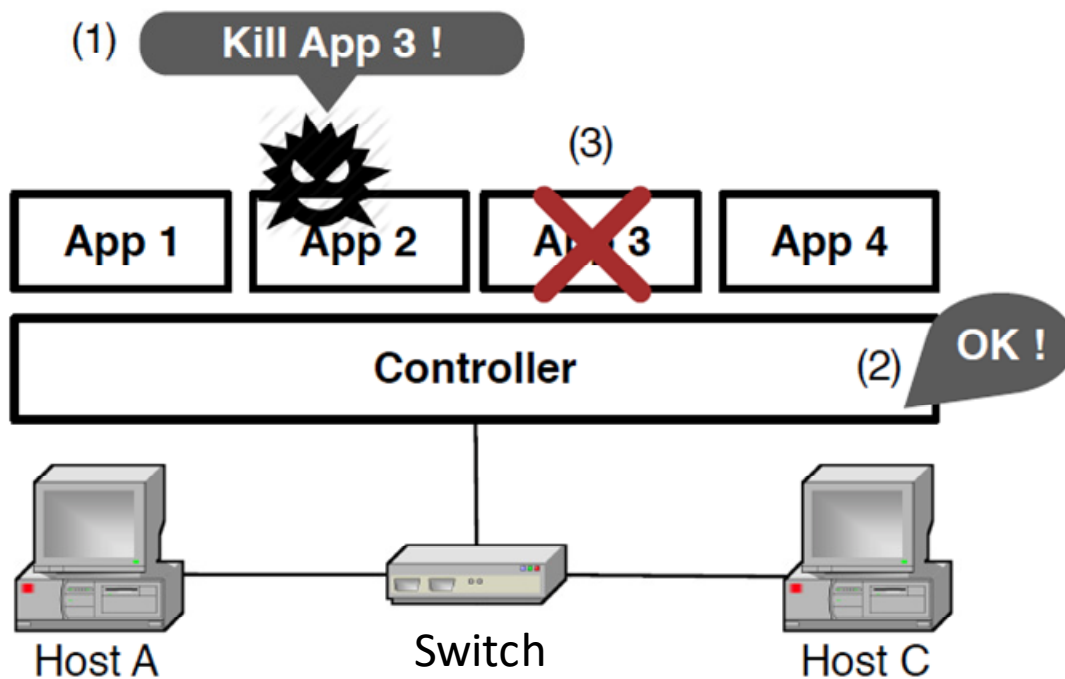 (1)
Kill App 3 !
(3)
App 1
App 2
App 3
App 4
Controller
(2)
OK !
Host A
Switch
Host C